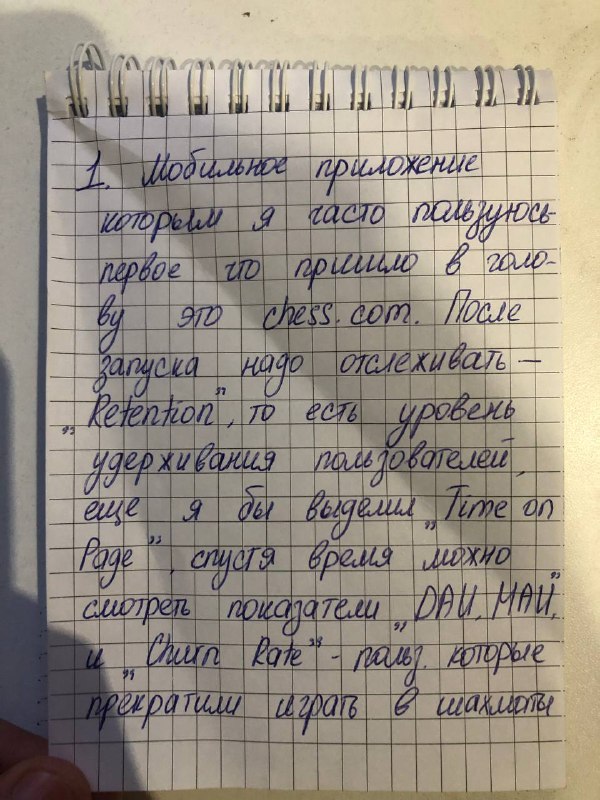 1. Мобильное приложение
которым я часто пользуюсь-
первое что пришло в голо-
ву это chess.com. После
запуска надо отслеживать —
„Retention”, то есть уровень
удерживания пользователей,
еще я бы выделил „Time on
Page”, спустя время можно
смотреть показатели „DAU, MAU,”
и „Churn Rate” - польз. которые
прекратили играть в шахматы